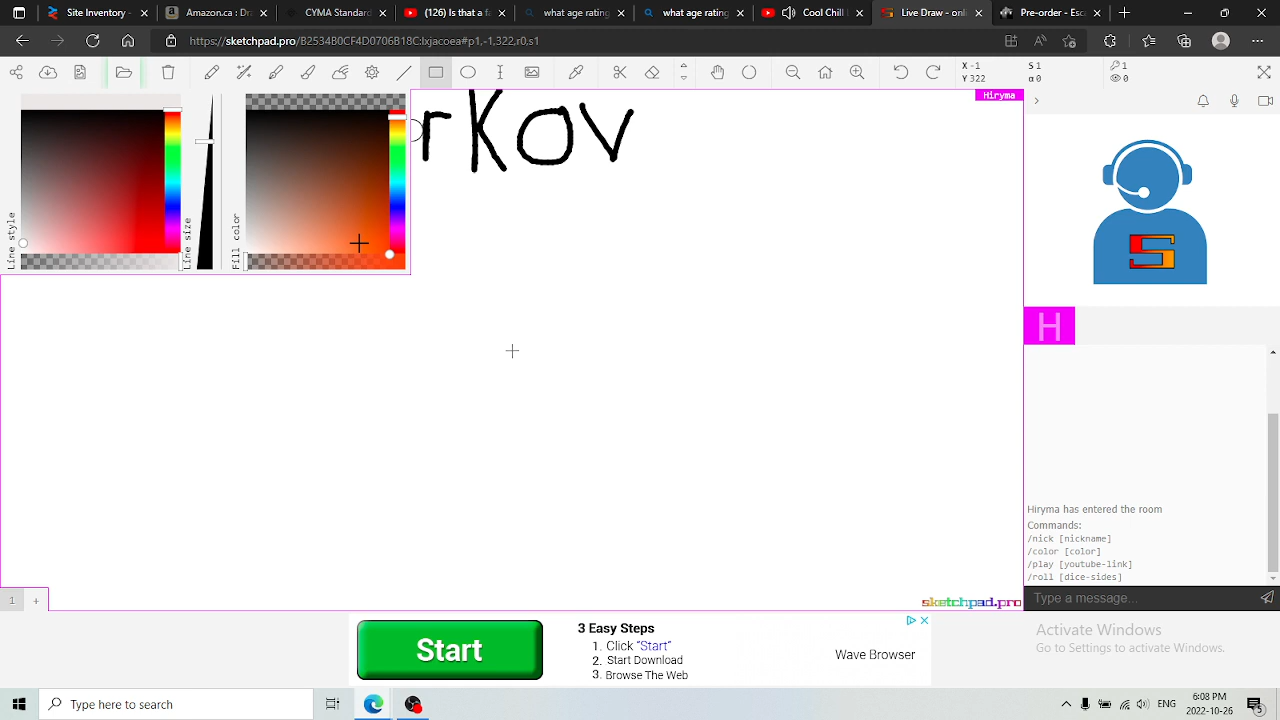 Site Inventory -
Amazon.ca : Dr
CYMA Standard
(126) Is that a r
what age rating
what age rating
Cool Chill
Live Draw - onli
Pre-order - Esc
https://sketchpad.pro/B2534B0CF4D0706B18C:lxjacoea#p1,-1.322,r0,s1
X -1
Y 322
S 1
α 0
1
0
Line style
Line size
Fill color
rkov
Hiryma
S
H
Hiryma has entered the room
Commands:
/nick [nickname]
/color [color]
/play [youtube-link]
/roll [dice-sides]
1 +
sketchpad.pro
Type a message...
Start
3 Easy Steps
1. Click "Start"
2. Start Download
3. Browse The Web
Wave Browser
Activate Windows
Go to Settings to activate Windows.
Type here to search
ENG
6:08 PM
2022-10-26